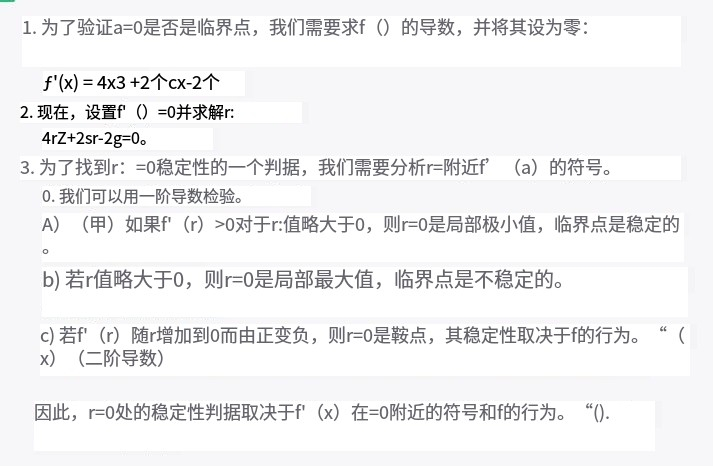 1. 为了验证a=0是否是临界点，我们需要求f（）的导数，并将其设为零：
ƒ'(x) = 4x3 +2个cx-2个
2. 现在，设置f'（）=0并求解r:
4rZ+2sr-2g=0。
3. 为了找到r：=0稳定性的一个判据，我们需要分析r=附近f’（a）的符号。
0. 我们可以用一阶导数检验。
A）（甲）如果f'（r）>0对于r:值略大于0，则r=0是局部极小值，临界点是稳定的
。
b) 若r值略大于0，则r=0是局部最大值，临界点是不稳定的。
c) 若f'（r）随r增加到0而由正变负，则r=0是鞍点，其稳定性取决于f的行为。“（
x）（二阶导数）
因此，r=0处的稳定性判据取决于f'（x）在=0附近的符号和f的行为。“().